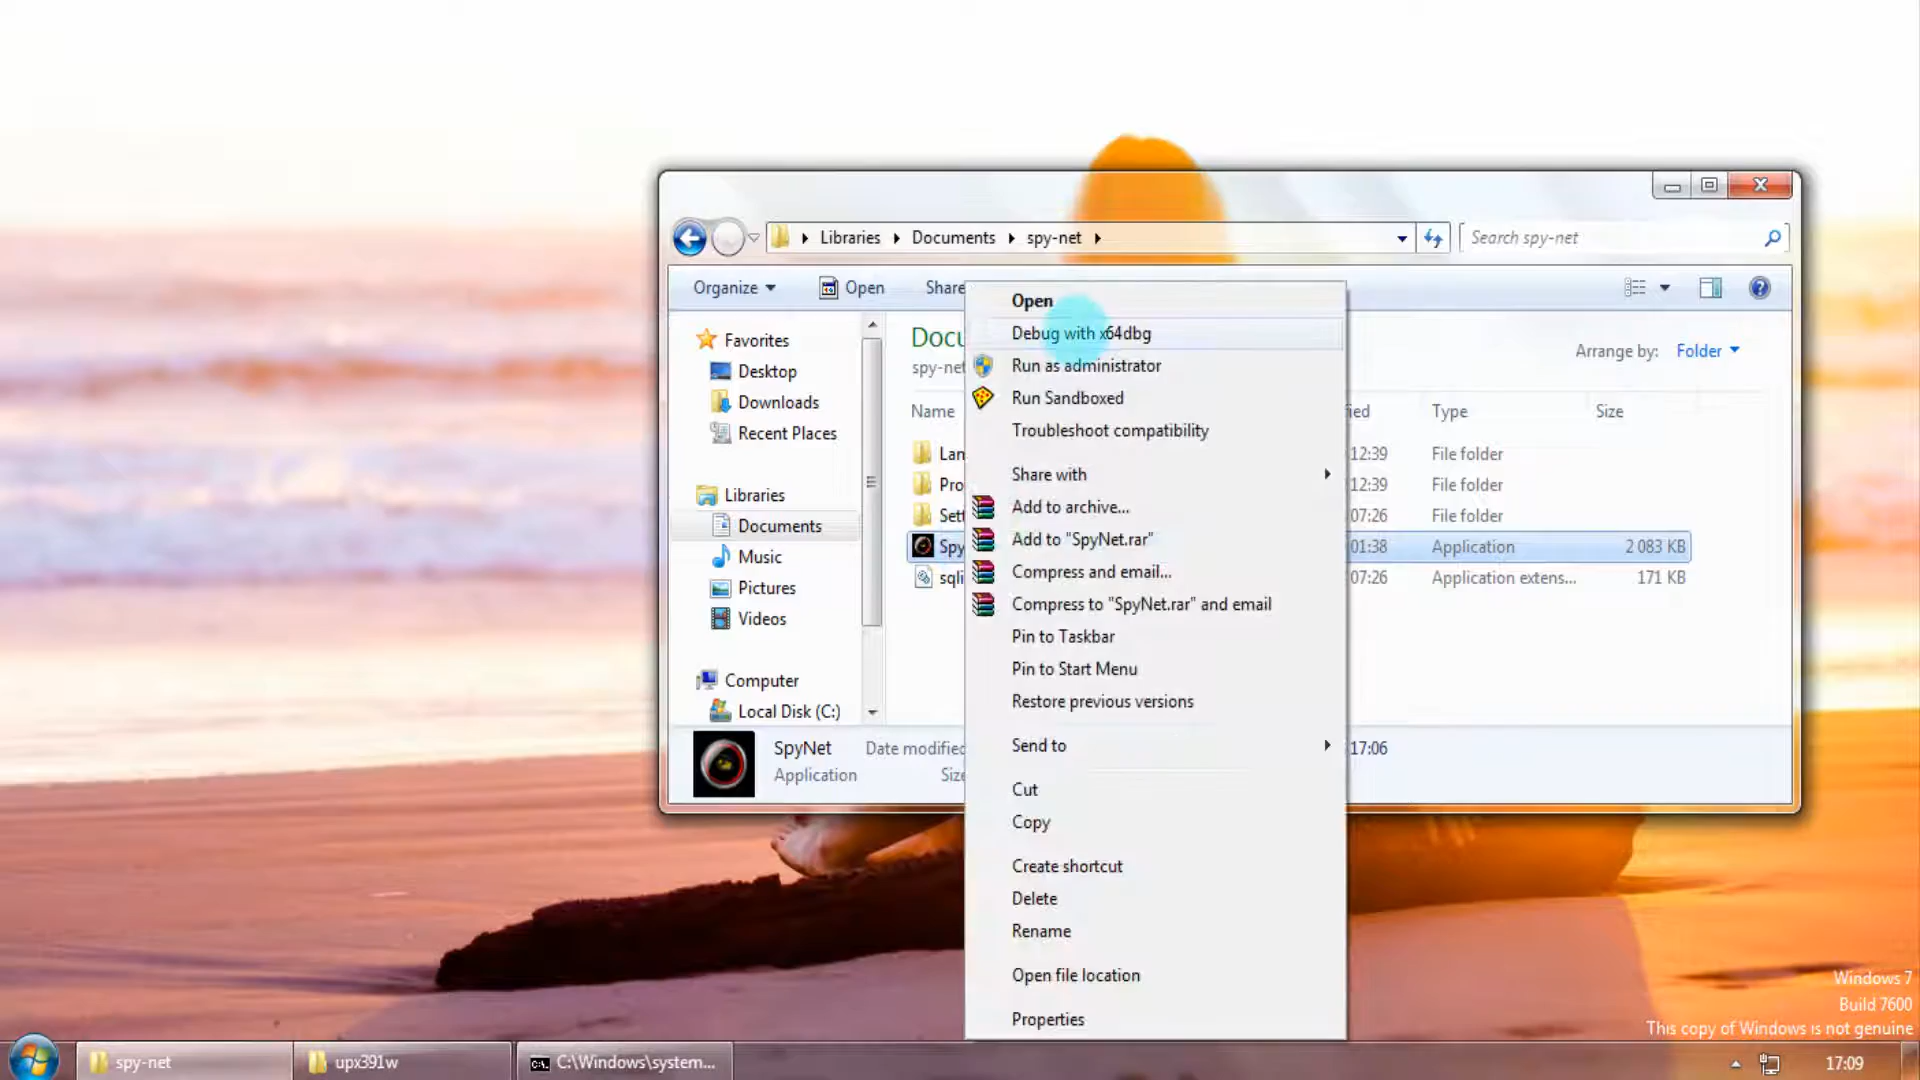 Libraries Documents spy-net
Search spy-net
Organize Open Share
Favorites
Desktop
Downloads
Recent Places
Libraries
Documents
Music
Pictures
Videos
Computer
Local Disk (C:)
Docu
spy-net
Arrange by: Folder
Name ied Type Size
Lan 12:39 File folder
Pro 12:39 File folder
Sett 07:26 File folder
Spy 01:38 Application 2 083 KB
sqli 07:26 Application extens... 171 KB
Open
Debug with x64dbg
Run as administrator
Run Sandboxed
Troubleshoot compatibility
Share with
Add to archive...
Add to "SpyNet.rar"
Compress and email...
Compress to "SpyNet.rar" and email
Pin to Taskbar
Pin to Start Menu
Restore previous versions
Send to
Cut
Copy
Create shortcut
Delete
Rename
Open file location
Properties
SpyNet Date modified 17:06
Application Size
Windows 7
Build 7600
This copy of Windows is not genuine
spy-net
upx391w
C:\Windows\system...
17:09